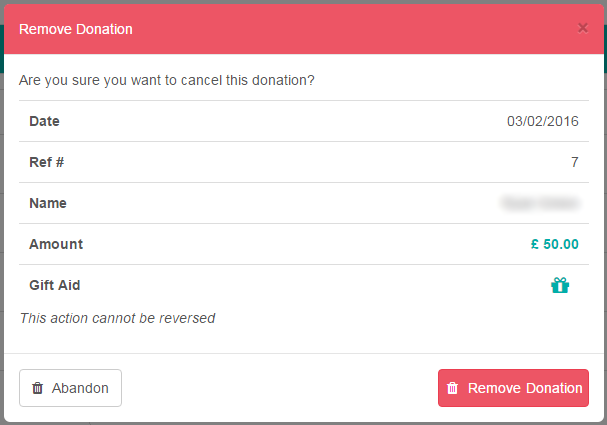 Remove Donation ×
Are you sure you want to cancel this donation?
Date 03/02/2016
Ref # 7
Name
Amount £ 50.00
Gift Aid
This action cannot be reversed
Abandon Remove Donation